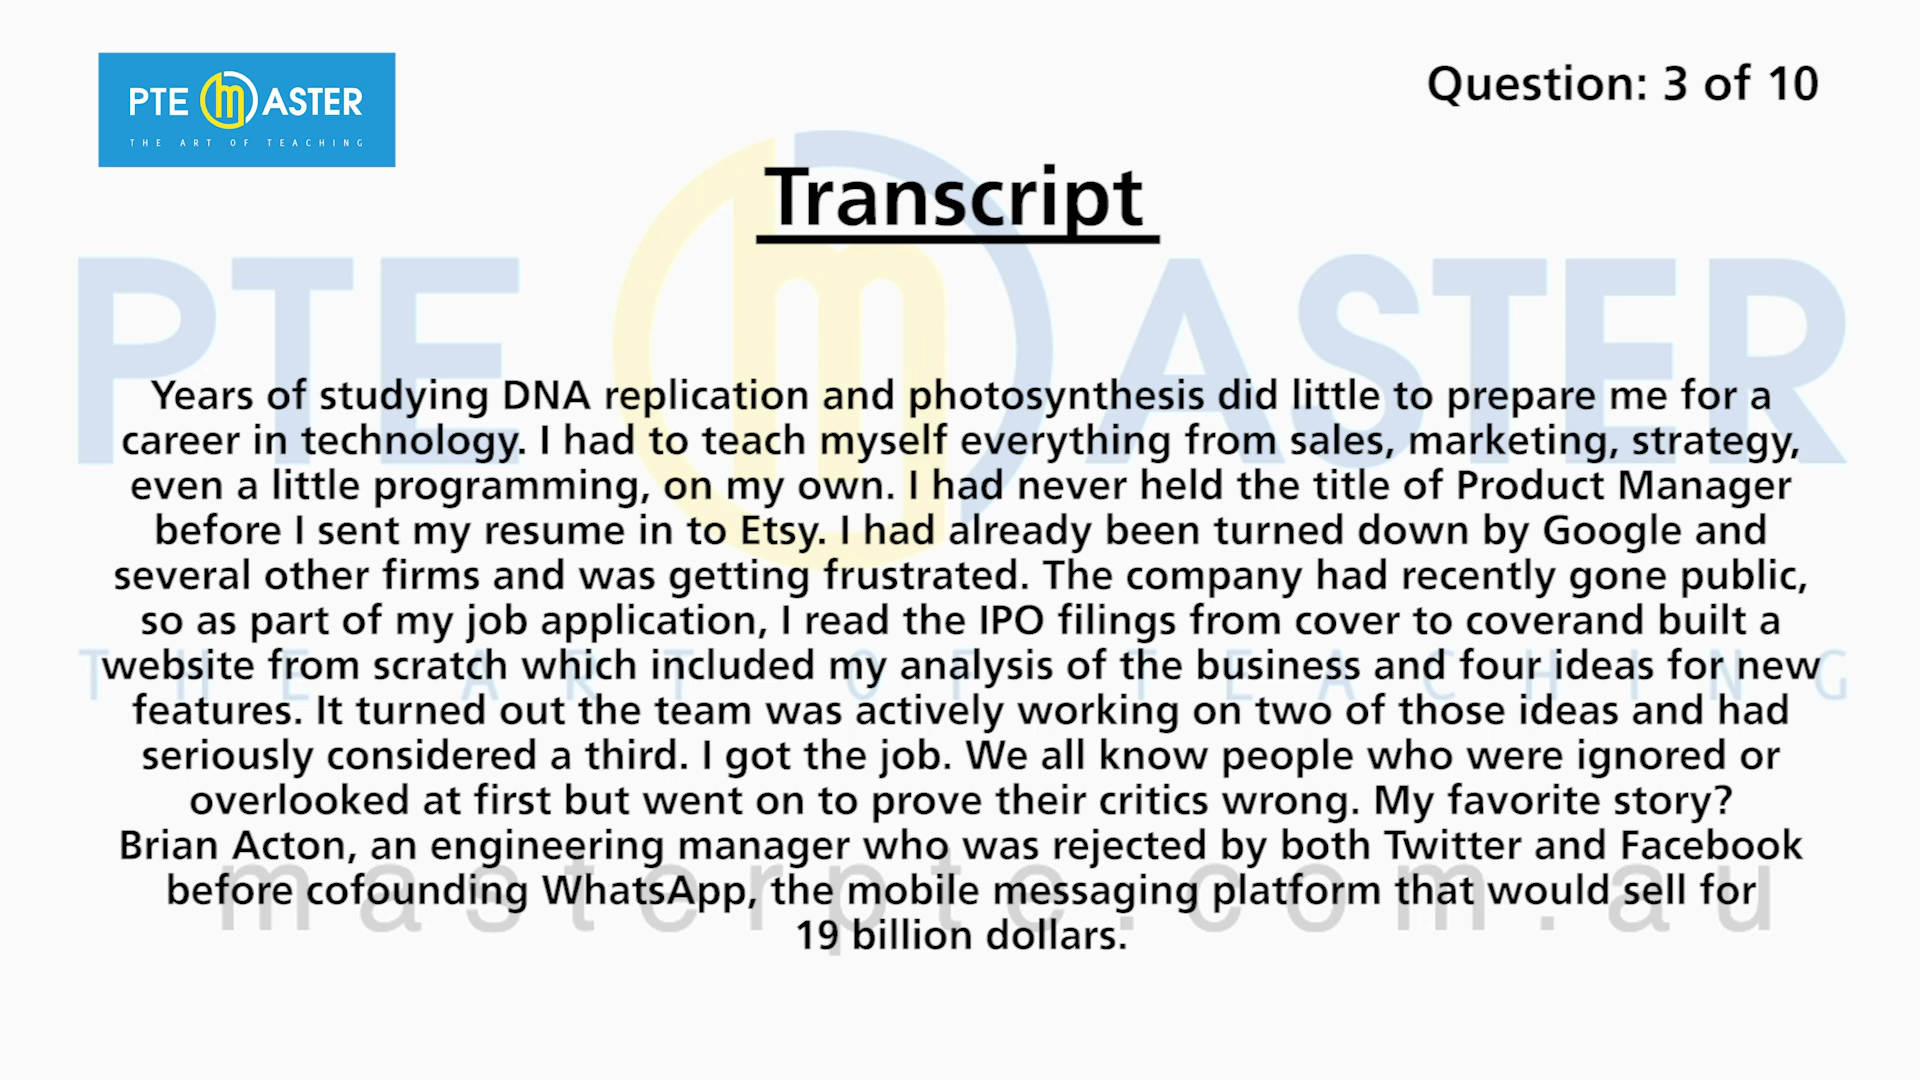 PTE MASTER
THE ART OF TEACHING
Question: 3 of 10
Transcript
Years of studying DNA replication and photosynthesis did little to prepare me for a
career in technology. I had to teach myself everything from sales, marketing, strategy,
even a little programming, on my own. I had never held the title of Product Manager
before I sent my resume in to Etsy. I had already been turned down by Google and
several other firms and was getting frustrated. The company had recently gone public,
so as part of my job application, I read the IPO filings from cover to coverand built a
website from scratch which included my analysis of the business and four ideas for new
features. It turned out the team was actively working on two of those ideas and had
seriously considered a third. I got the job. We all know people who were ignored or
overlooked at first but went on to prove their critics wrong. My favorite story?
Brian Acton, an engineering manager who was rejected by both Twitter and Facebook
before cofounding WhatsApp, the mobile messaging platform that would sell for
19 billion dollars.
PTE MASTER
THE ART OF TEACHING
masterpte.com.au